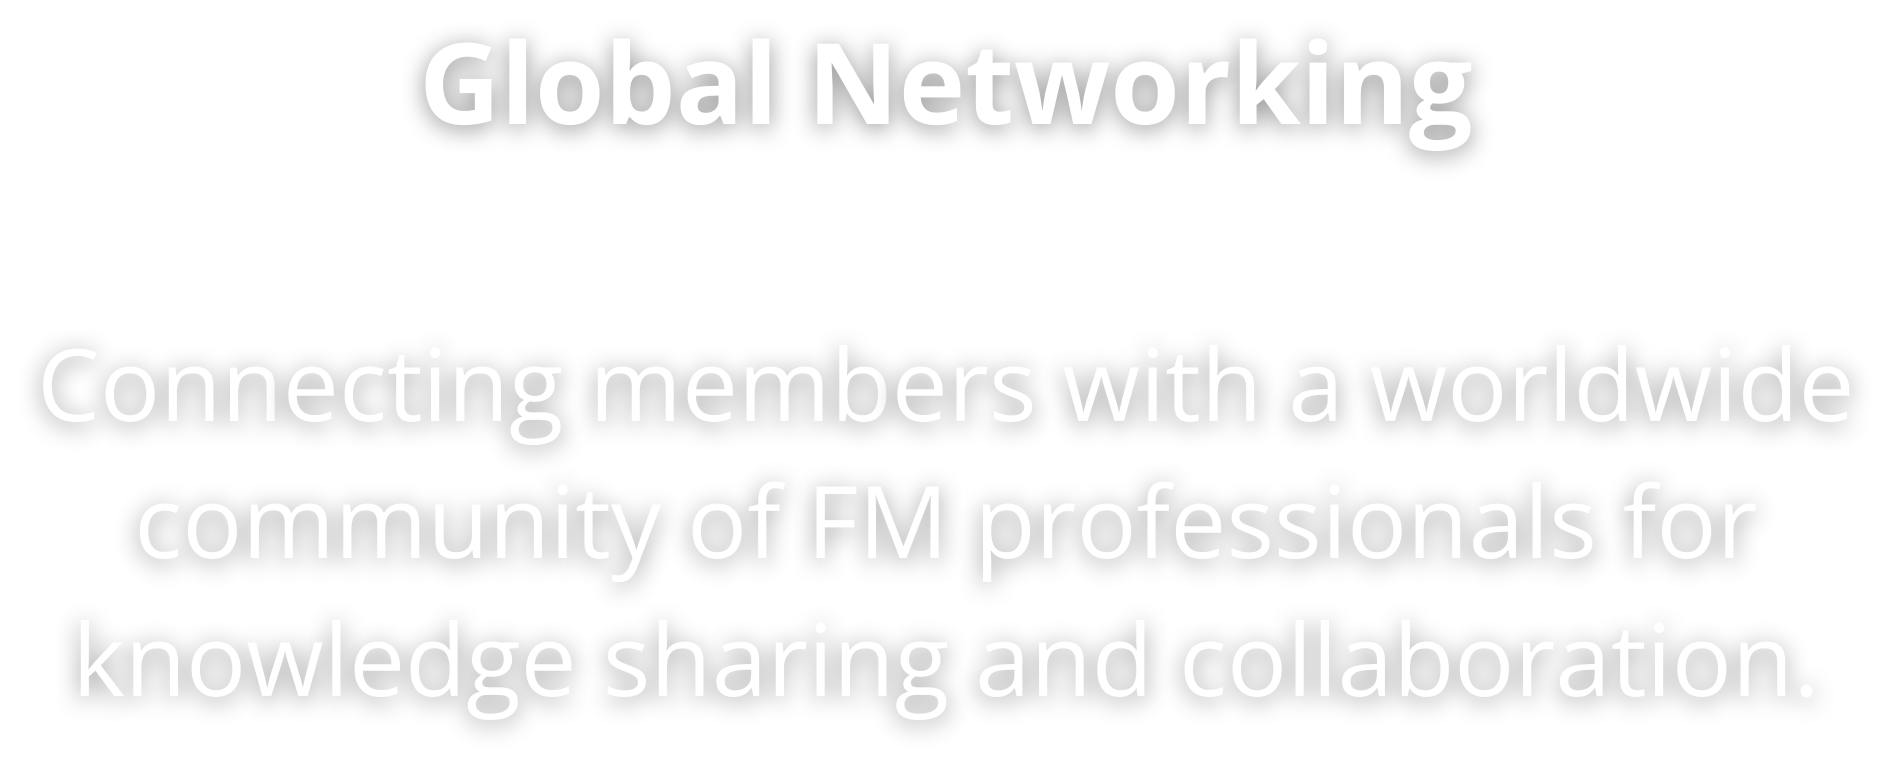 Global Networking
Connecting members with a worldwide
community of FM professionals for
knowledge sharing and collaboration.